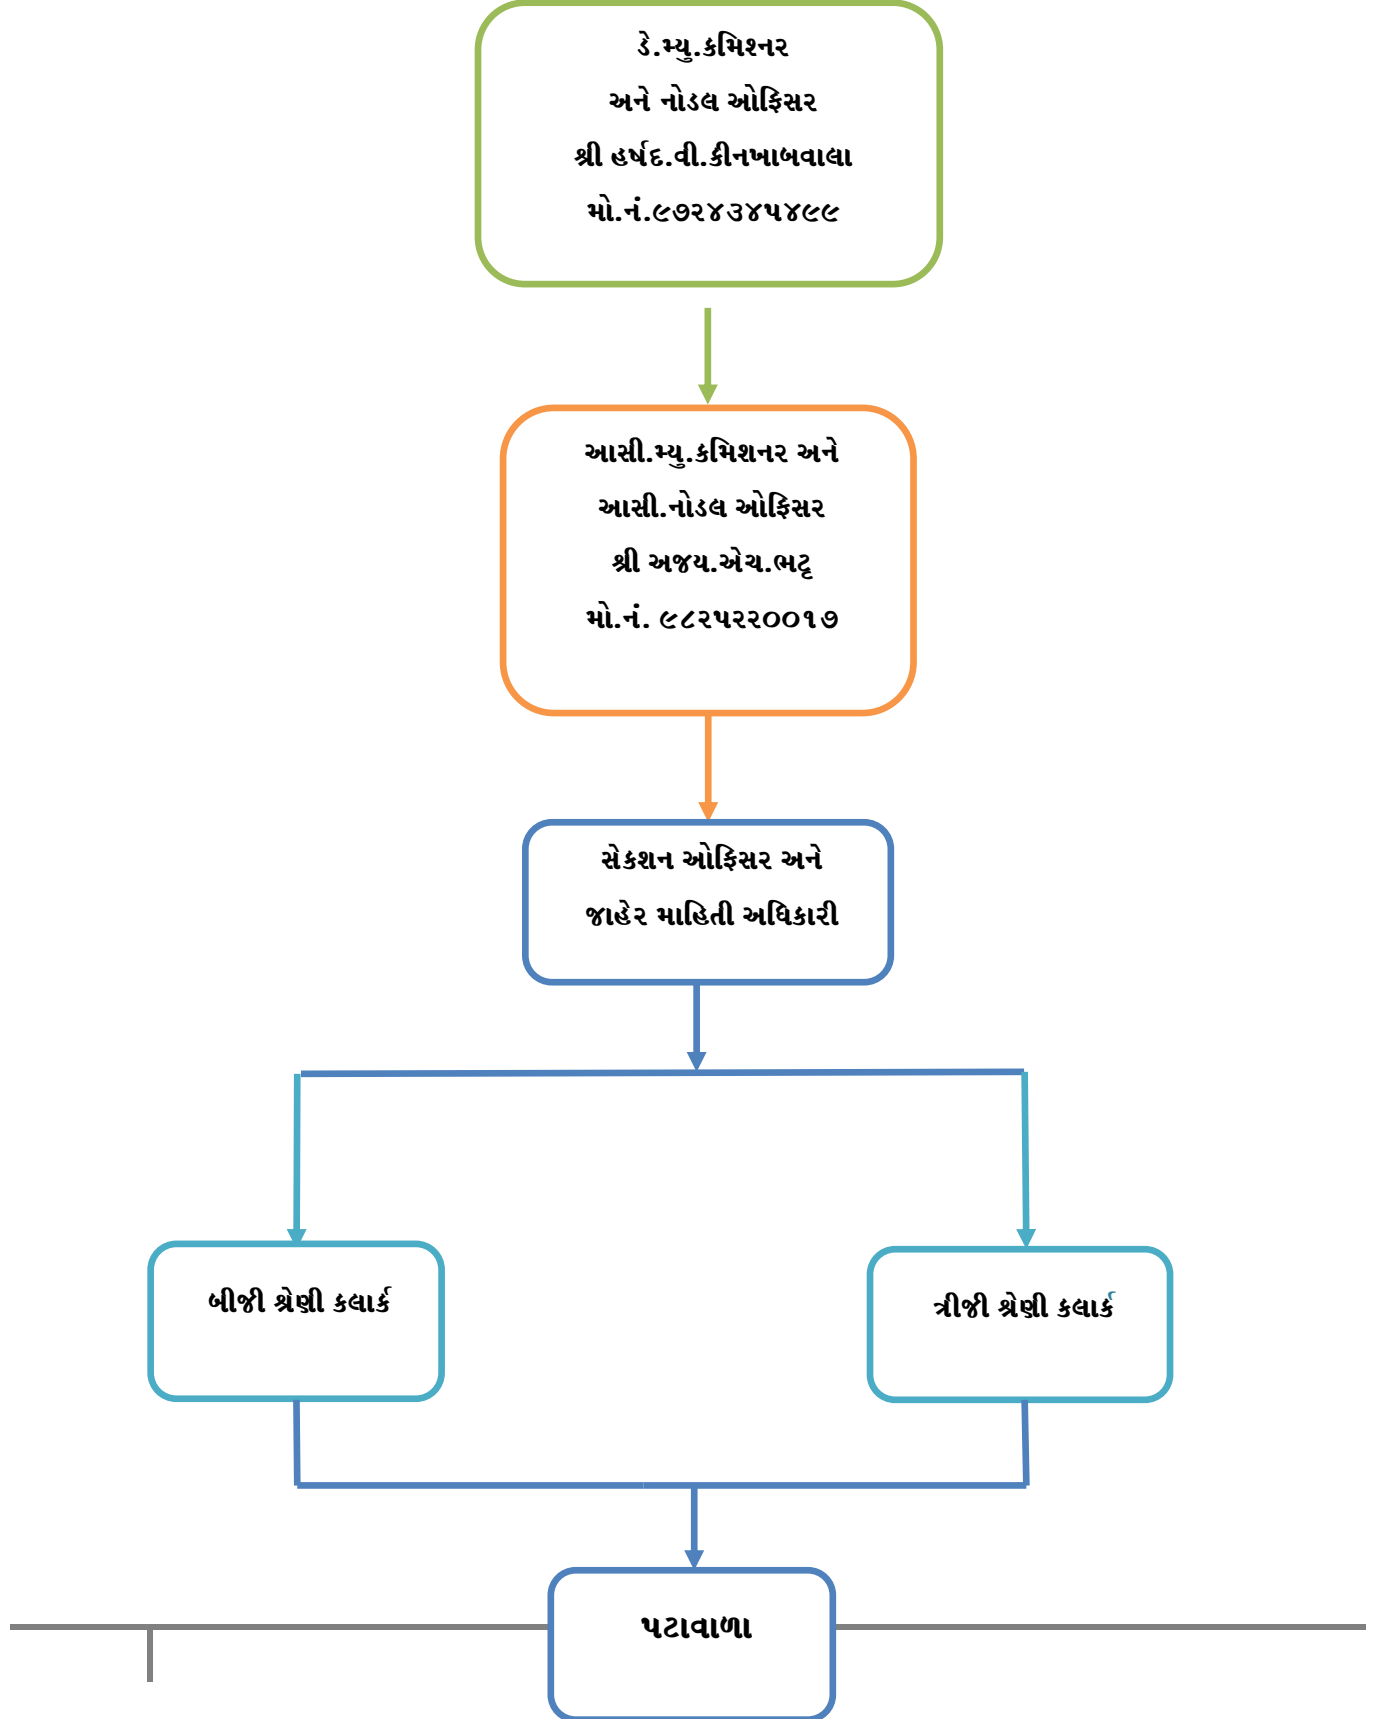 ડે.મ્યુ.કમિશ્નર
અને નોડલ ઓફિસર
શ્રી હર્ષદ.વી.કીનખાબવાલા
મો.નં.૯૭૨૪૩૪૫૪૯૯
આસી.મ્યુ.કમિશનર અને
આસી.નોડલ ઓફિસર
શ્રી અજય.એચ.ભટૃ
મો.નં. ૯૮૨૫૨૨૦૦૧૭
સેકશન ઓફિસર અને
જાહેર માહિતી અધિકારી
બીજી શ્રેણી કલાર્ક
ત્રીજી શ્રેણી કલાર્ક
પટાવાળા